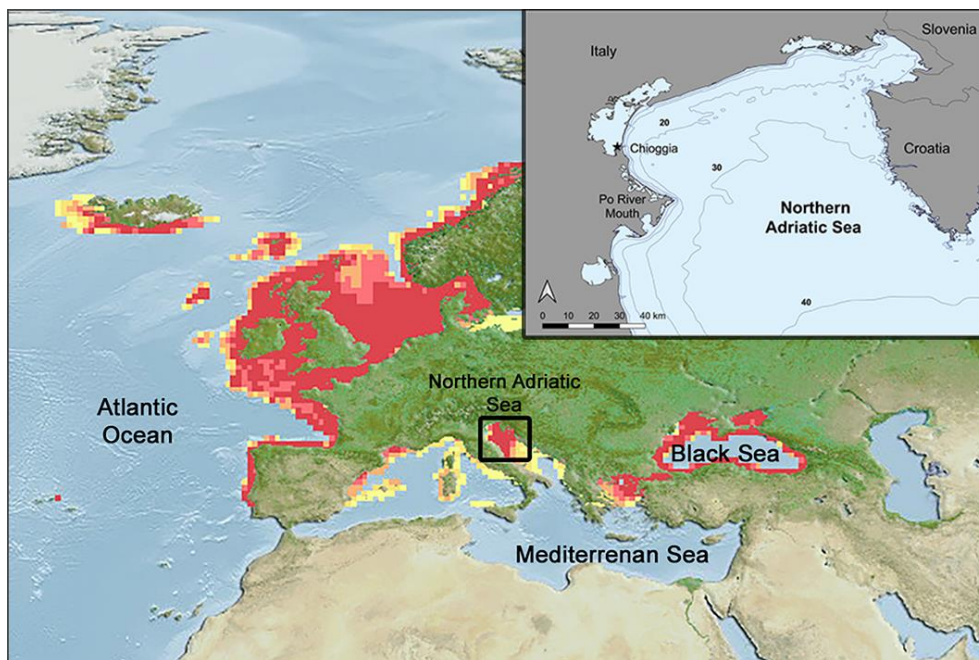 Slovenia
Italy
20
Chioggia
30
Croatia
Po River
Mouth
Northern
Adriatic Sea
40
0 10 20 30 40 km
Northern Adriatic
Sea
Atlantic
Ocean
Black Sea
Mediterrenan Sea